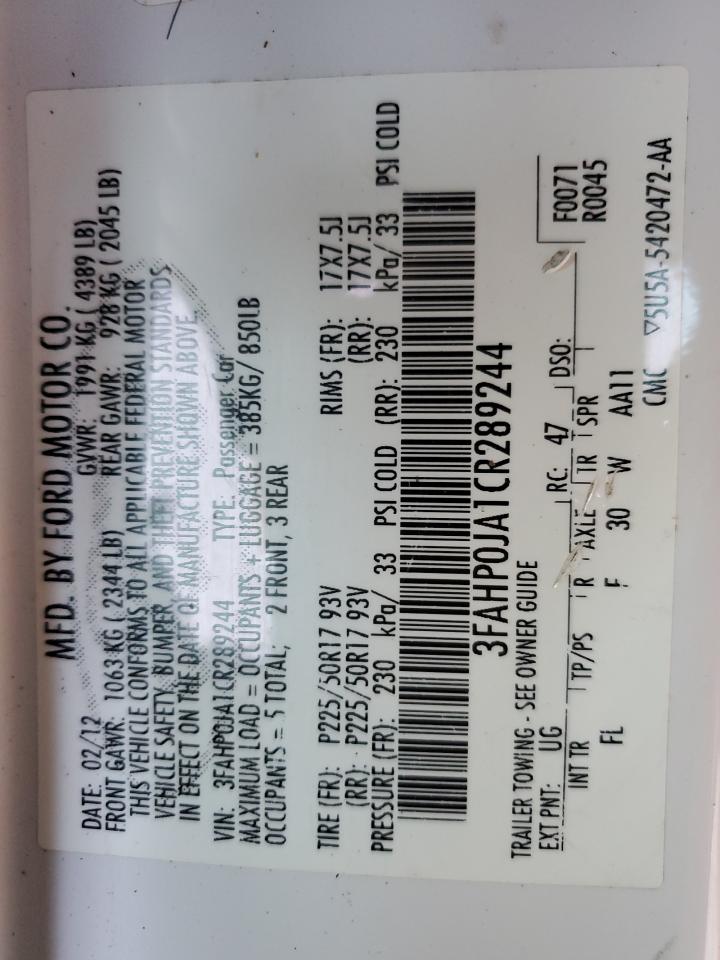 MFD. BY FORD MOTOR CO.
DATE: 02/12 GVWR: 1991 KG ( 4389 LB)
FRONT GAWR: 1063 KG ( 2344 LB) REAR GAWR: 928 KG ( 2045 LB)
THIS VEHICLE CONFORMS TO ALL APPLICABLE FEDERAL MOTOR
VEHICLE SAFETY, BUMPER, AND THEFT PREVENTION STANDARDS
IN EFFECT ON THE DATE OF MANUFACTURE SHOWN ABOVE.
VIN: 3FAHP0JA1CR289244 TYPE: Passenger Car
MAXIMUM LOAD = OCCUPANTS + LUGGAGE = 385KG/ 850LB
OCCUPANTS = 5 TOTAL; 2 FRONT, 3 REAR
TIRE (FR): P225/50R17 93V RIMS (FR): 17X7.5J
(RR): P225/50R17 93V (RR): 17X7.5J
PRESSURE (FR): 230 kPa/ 33 PSI COLD (RR): 230 kPa/ 33 PSI COLD
3FAHP0JA1CR289244
TRAILER TOWING - SEE OWNER GUIDE F0071
EXT PNT: UG RC: 47 DSO: R0045
INT TR TP/PS R AXLE TR SPR
FL F 30 W AA11
CMC ▽5U5A-5420472-AA